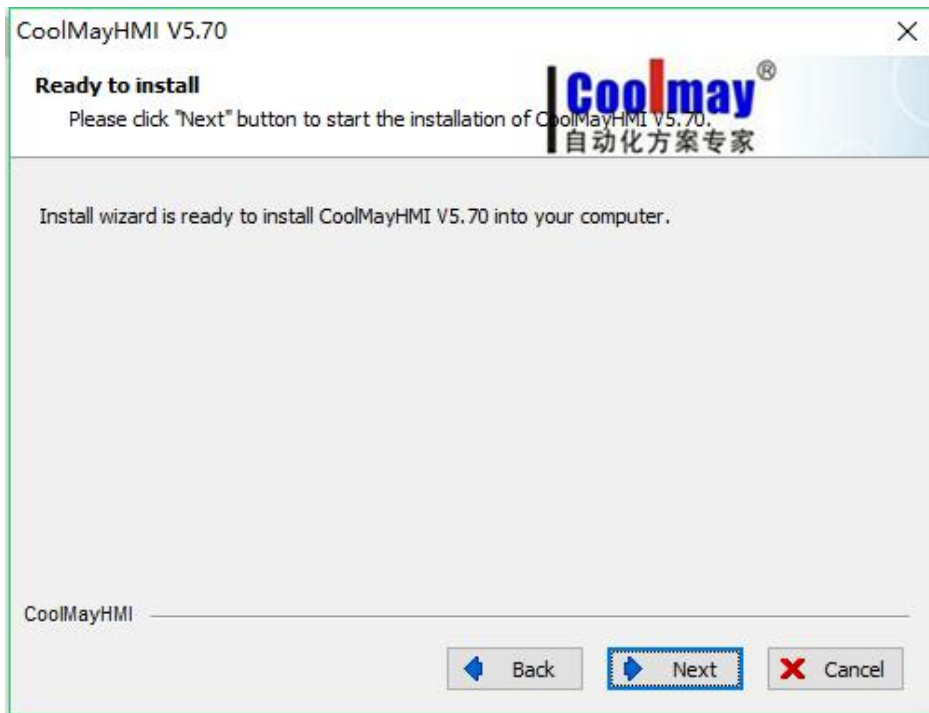 CoolMayHMI V5.70
Ready to install
Please click "Next" button to start the installation of CoolMayHMI V5.70.
Coolmay®
自动化方案专家
Install wizard is ready to install CoolMayHMI V5.70 into your computer.
CoolMayHMI
Back
Next
Cancel